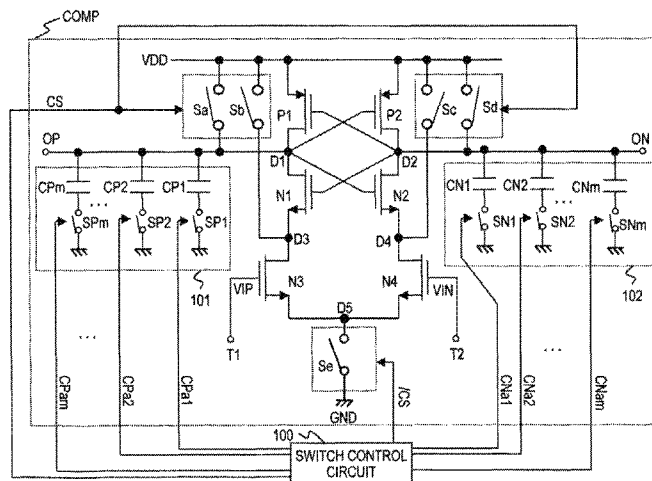 COMP
VDD
CS
Sa
Sb
P1
P2
Sc
Sd
OP
ON
D1
D2
CPm
...
CP2
CP1
N1
N2
CN1
CN2
...
CNm
SPm
SP2
SP1
SN1
SN2
SNm
D3
D4
101
102
VIP
N3
N4
VIN
D5
T1
T2
...
...
Se
/CS
GND
CPam
CPa2
CPa1
CNa1
CNa2
CNam
100
SWITCH CONTROL
CIRCUIT